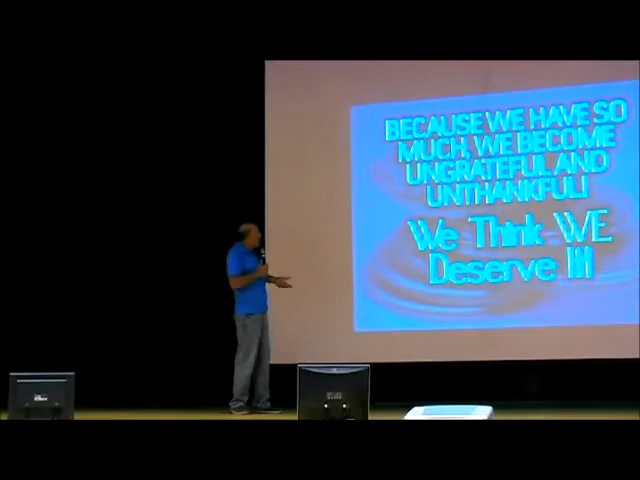 BECAUSE WE HAVE SO
MUCH, WE BECOME
UNGRATEFUL, AND
UNTHANKFUL!
We Think WE
Deserve It!